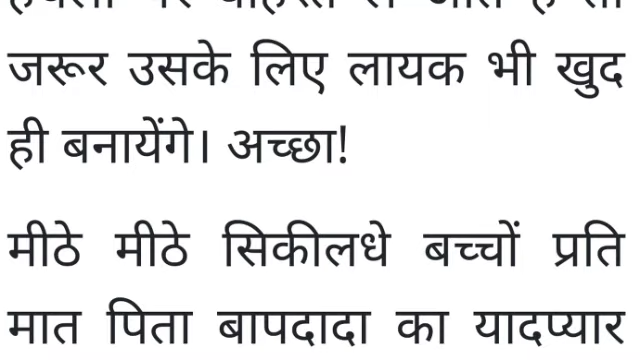 जरूर उसके लिए लायक भी खुद
ही बनायेंगे। अच्छा!
मीठे मीठे सिकीलधे बच्चों प्रति
मात पिता बापदादा का यादप्यार